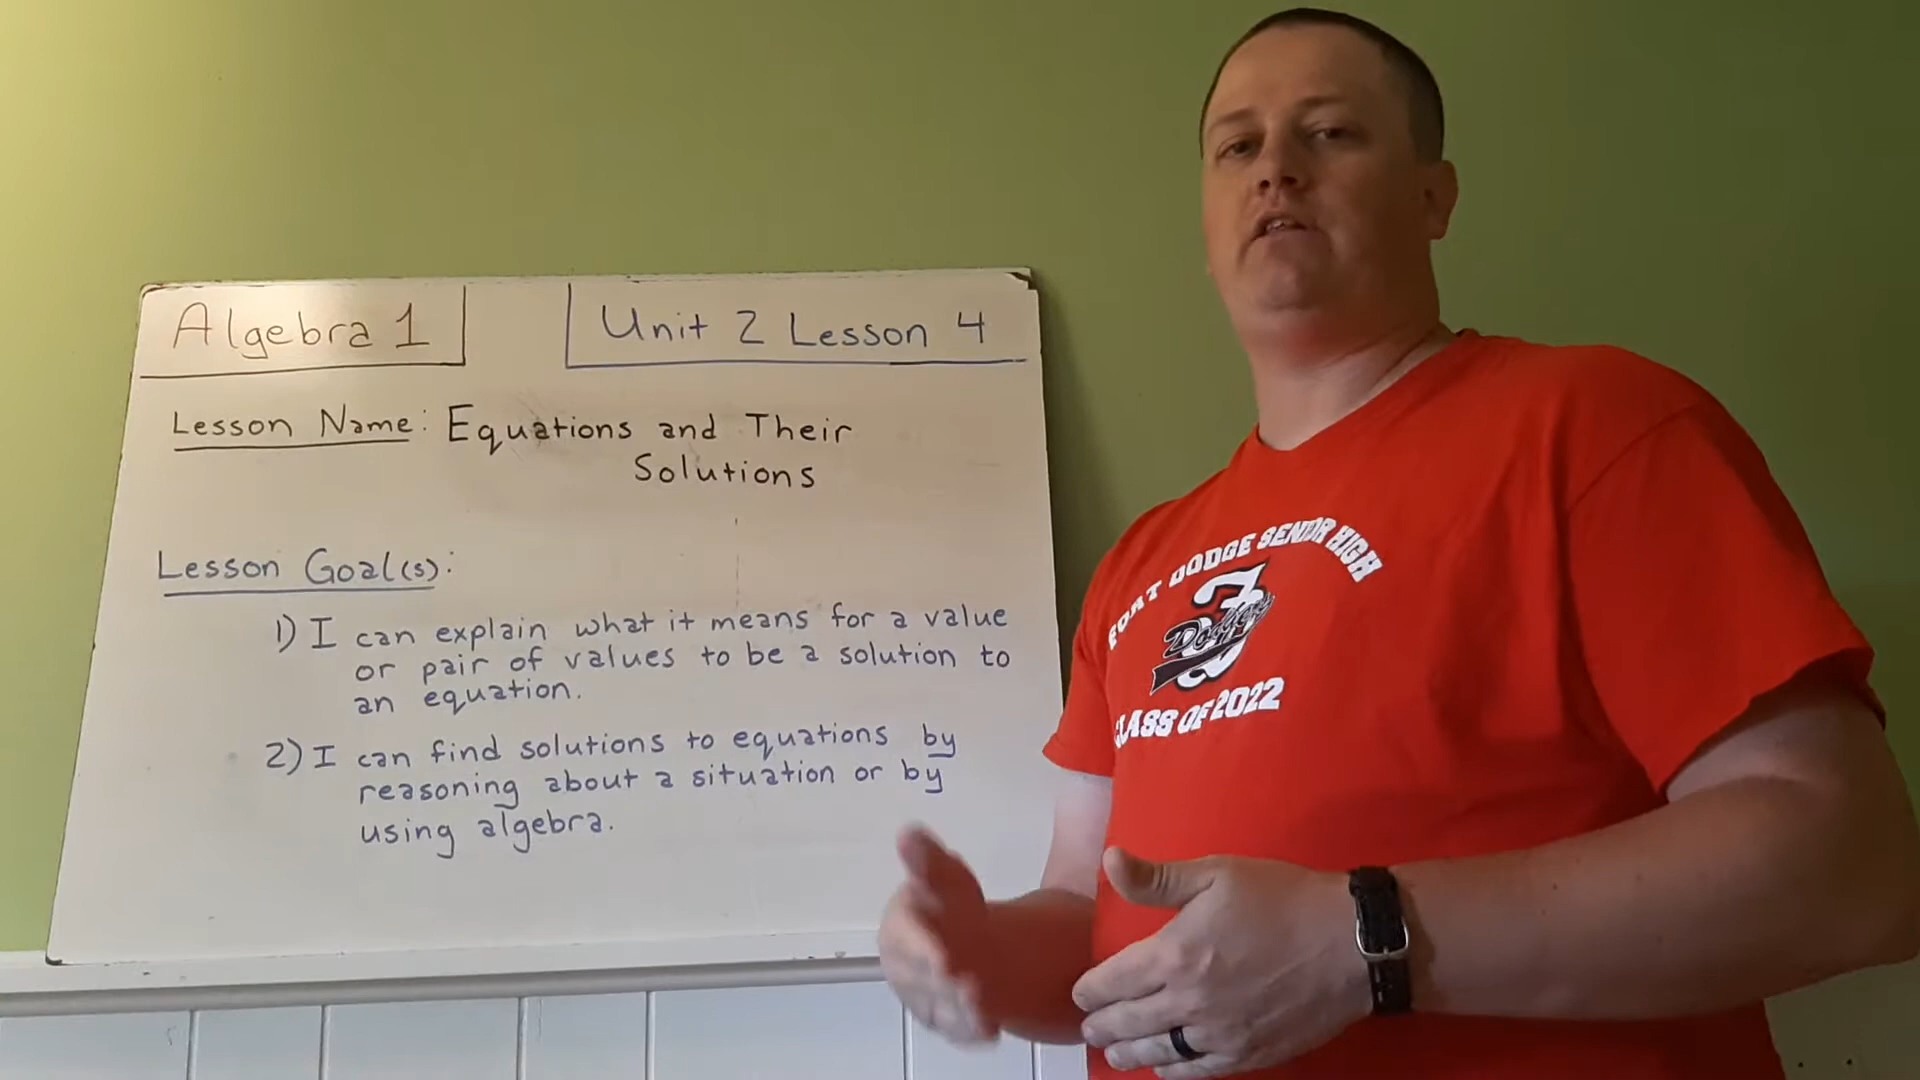 Algebra 1
Unit 2 Lesson 4
Lesson Name: Equations and Their
Solutions
Lesson Goal(s):
1) I can explain what it means for a value
or pair of values to be a solution to
an equation.
2) I can find solutions to equations by
reasoning about a situation or by
using algebra.
FORT DODGE SENIOR HIGH
Dodgers
CLASS OF 2022